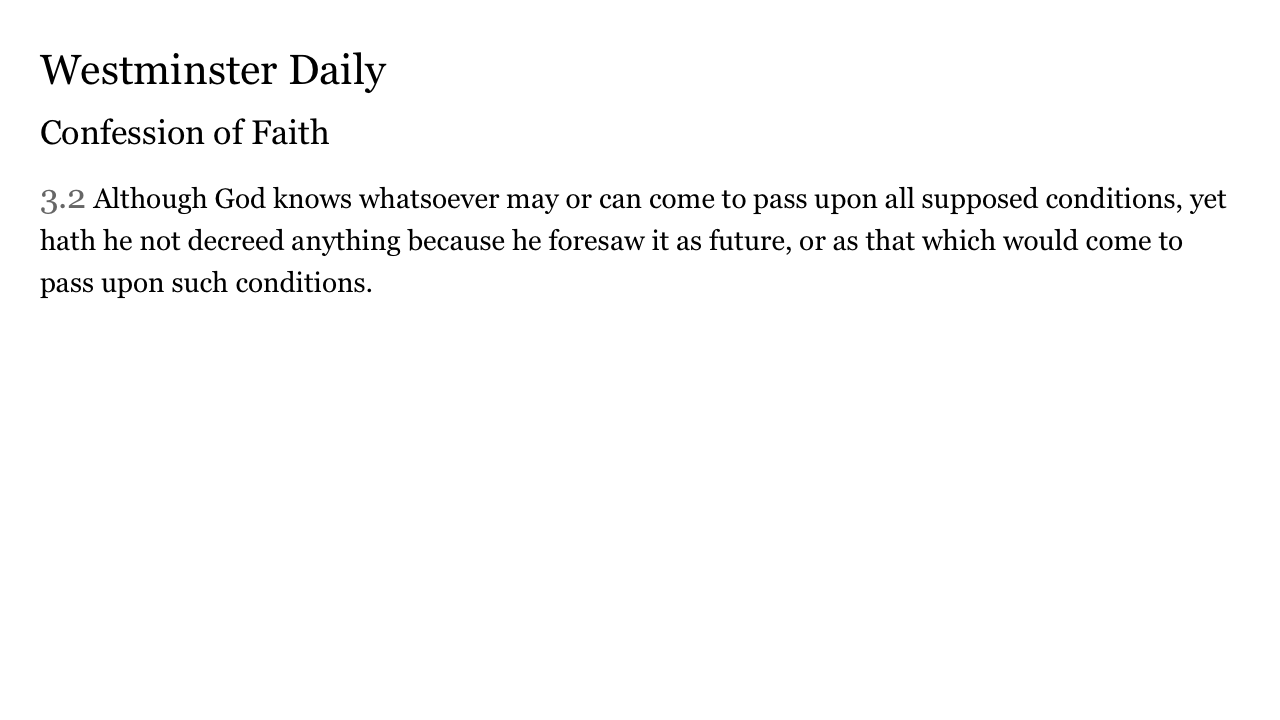 Westminster Daily
Confession of Faith
3.2 Although God knows whatsoever may or can come to pass upon all supposed conditions, yet
hath he not decreed anything because he foresaw it as future, or as that which would come to
pass upon such conditions.